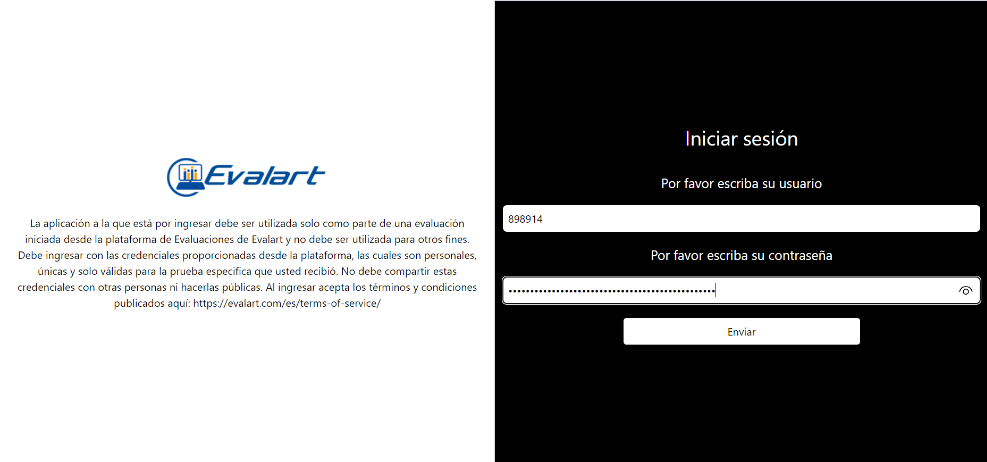 Evalart
La aplicación a la que está por ingresar debe ser utilizada solo como parte de una evaluación
iniciada desde la plataforma de Evaluaciones de Evalart y no debe ser utilizada para otros fines.
Debe ingresar con las credenciales proporcionadas desde la plataforma, las cuales son personales,
únicas y solo válidas para la prueba especifica que usted recibió. No debe compartir estas
credenciales con otras personas ni hacerlas públicas. Al ingresar acepta los términos y condiciones
publicados aquí: https://evalart.com/es/terms-of-service/
Iniciar sesión
Por favor escriba su usuario
898914
Por favor escriba su contraseña
Enviar